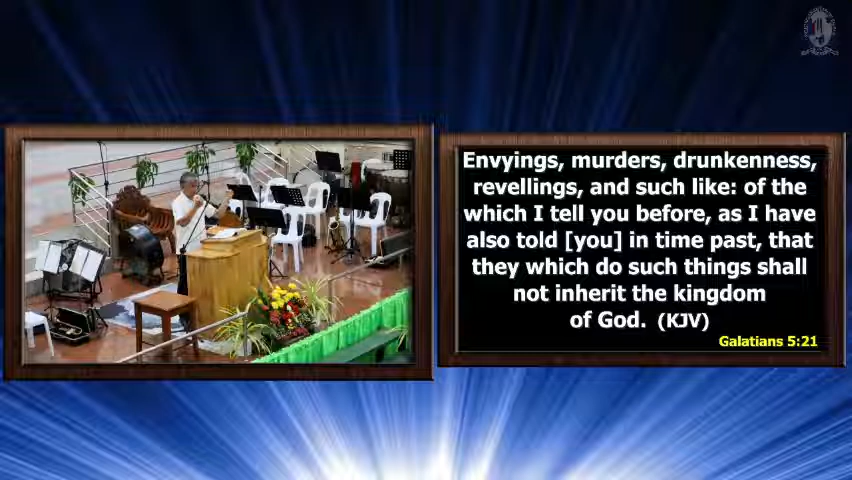 Envyings, murders, drunkenness,
revellings, and such like: of the
which I tell you before, as I have
also told [you] in time past, that
they which do such things shall
not inherit the kingdom
of God. (KJV)
Galatians 5:21